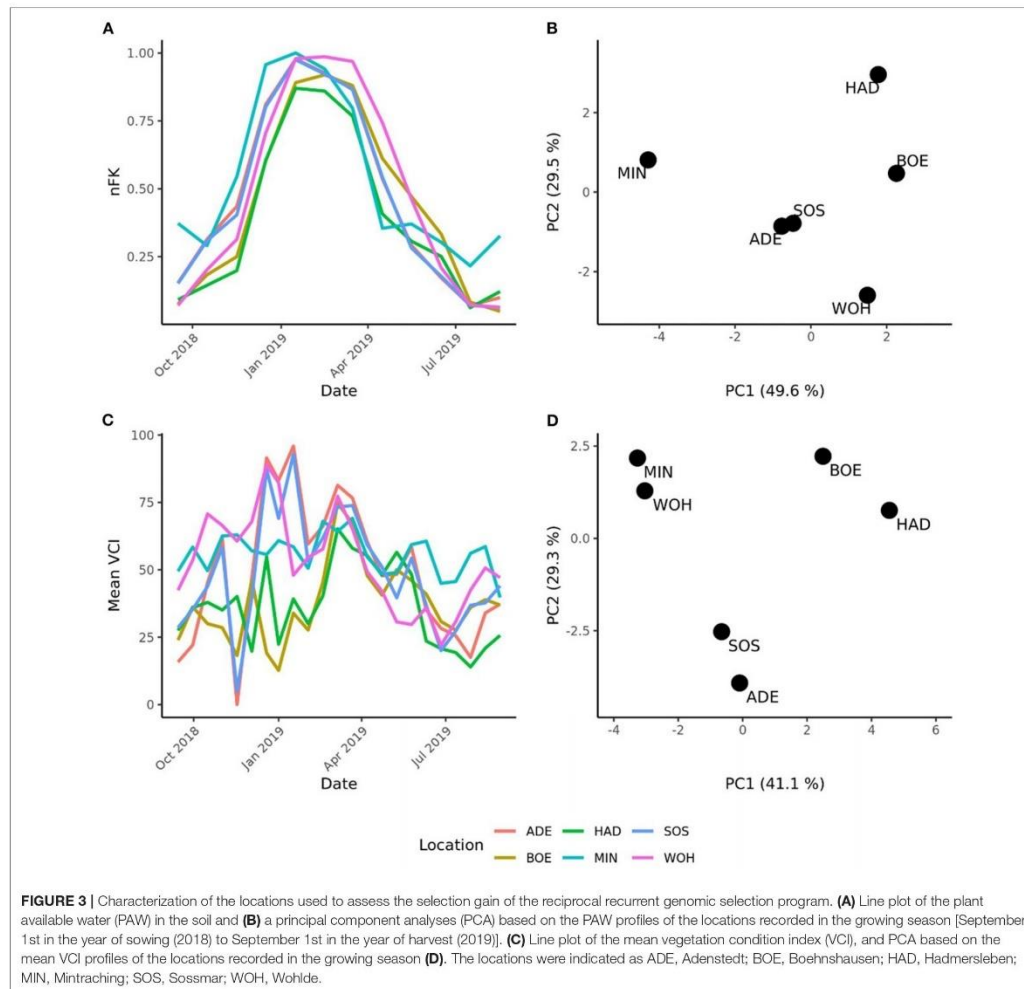 A
B
1.00
0.75
0.50
0.25
nFK
Oct 2018
Jan 2019
Apr 2019
Jul 2019
Date
2
0
-2
PC2 (29.5 %)
HAD
MIN
BOE
SOS
ADE
WOH
-4
-2
0
2
PC1 (49.6 %)
C
D
100
75
50
25
0
Mean VCI
Oct 2018
Jan 2019
Apr 2019
Jul 2019
Date
2.5
0.0
-2.5
PC2 (29.3 %)
MIN
WOH
BOE
HAD
SOS
ADE
-4
-2
0
2
4
6
PC1 (41.1 %)
Location
ADE HAD SOS
BOE MIN WOH
FIGURE 3 | Characterization of the locations used to assess the selection gain of the reciprocal recurrent genomic selection program. (A) Line plot of the plant
available water (PAW) in the soil and (B) a principal component analyses (PCA) based on the PAW profiles of the locations recorded in the growing season [September
1st in the year of sowing (2018) to September 1st in the year of harvest (2019)]. (C) Line plot of the mean vegetation condition index (VCI), and PCA based on the
mean VCI profiles of the locations recorded in the growing season (D). The locations were indicated as ADE, Adenstedt; BOE, Boehnshausen; HAD, Hadmersleben;
MIN, Mintraching; SOS, Sossmar; WOH, Wohlde.